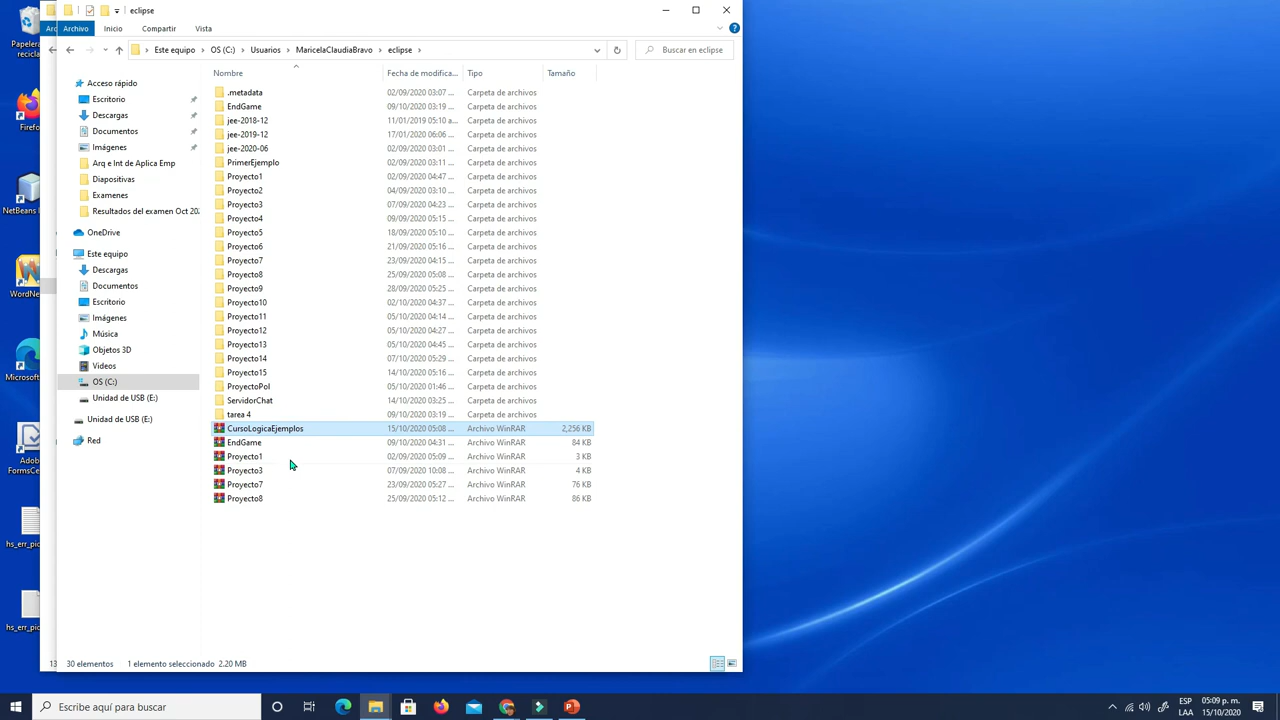 eclipse
Archivo Inicio Compartir Vista
Este equipo > OS (C:) > Usuarios > MaricelaClaudiaBravo > eclipse >
Buscar en eclipse
Nombre Fecha de modifica... Tipo Tamaño
.metadata 02/09/2020 03:07 ... Carpeta de archivos
EndGame 09/10/2020 03:19 ... Carpeta de archivos
jee-2018-12 11/01/2019 05:10 a... Carpeta de archivos
jee-2019-12 17/01/2020 06:06 ... Carpeta de archivos
jee-2020-06 02/09/2020 03:01 ... Carpeta de archivos
PrimerEjemplo 02/09/2020 03:11 ... Carpeta de archivos
Proyecto1 02/09/2020 04:47 ... Carpeta de archivos
Proyecto2 04/09/2020 03:10 ... Carpeta de archivos
Proyecto3 07/09/2020 04:23 ... Carpeta de archivos
Proyecto4 09/09/2020 05:15 ... Carpeta de archivos
Proyecto5 18/09/2020 05:10 ... Carpeta de archivos
Proyecto6 21/09/2020 05:16 ... Carpeta de archivos
Proyecto7 23/09/2020 04:15 ... Carpeta de archivos
Proyecto8 25/09/2020 05:08 ... Carpeta de archivos
Proyecto9 28/09/2020 05:25 ... Carpeta de archivos
Proyecto10 02/10/2020 04:37 ... Carpeta de archivos
Proyecto11 05/10/2020 04:14 ... Carpeta de archivos
Proyecto12 05/10/2020 04:27 ... Carpeta de archivos
Proyecto13 05/10/2020 04:45 ... Carpeta de archivos
Proyecto14 07/10/2020 05:29 ... Carpeta de archivos
Proyecto15 14/10/2020 05:16 ... Carpeta de archivos
ProyectoPol 05/10/2020 01:46 ... Carpeta de archivos
ServidorChat 14/10/2020 03:25 ... Carpeta de archivos
tarea 4 09/10/2020 03:19 ... Carpeta de archivos
CursoLogicaEjemplos 15/10/2020 05:08 ... Archivo WinRAR 2,256 KB
EndGame 09/10/2020 04:31 ... Archivo WinRAR 84 KB
Proyecto1 02/09/2020 05:09 ... Archivo WinRAR 3 KB
Proyecto3 07/09/2020 10:08 ... Archivo WinRAR 4 KB
Proyecto7 23/09/2020 05:27 ... Archivo WinRAR 76 KB
Proyecto8 25/09/2020 05:12 ... Archivo WinRAR 86 KB
Acceso rápido
Escritorio
Descargas
Documentos
Imágenes
Arq e Int de Aplica Emp
Diapositivas
Examenes
Resultados del examen Oct 202
OneDrive
Este equipo
Descargas
Documentos
Escritorio
Imágenes
Música
Objetos 3D
Videos
OS (C:)
Unidad de USB (E:)
Unidad de USB (E:)
Red
13 30 elementos 1 elemento seleccionado 2.20 MB
Papelera
recicla
Firefo
NetBeans I
WordNe
Microsoft
Adob
FormsCe
hs_err_pic
hs_err_pic
Escribe aquí para buscar
ESP
LAA
05:09 p. m.
15/10/2020